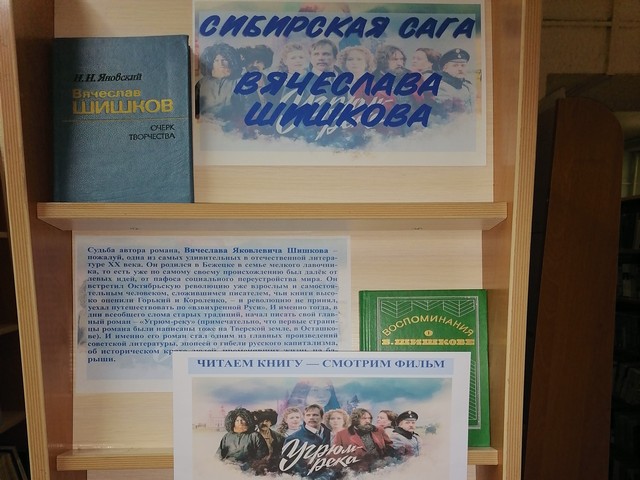 СИБИРСКАЯ САГА
ВЯЧЕСЛАВА
ШИШКОВА
Н. Н. Яновский
Вячеслав
ШИШКОВ
ОЧЕРК
ТВОРЧЕСТВА
Судьба автора романа, Вячеслава Яковлевича Шишкова –
пожалуй, одна из самых удивительных в отечественной литера-
туре XX века. Он родился в Бежецке в семье мелкого лавочни-
ка, то есть уже по самому своему происхождению был далёк от
левых идей, от пафоса социального переустройства мира. Он
встретил Октябрьскую революцию уже взрослым и самостоя-
тельным человеком, сложившимся писателем, чьи книги высо-
ко оценили Горький и Короленко, – и революцию не принял,
уехал путешествовать по «взвихренной Руси». И именно тогда, в
дни всеобщего слома старых традиций, начал писать свой глав-
ный роман – «Угрюм-реку» (примечательно, что первые страни-
цы романа были написаны тоже на Тверской земле, в Осташко-
ве). И именно его роман стал одним из главных произведений
советской литературы, эпопеей о гибели русского капитализма,
об историческом
рыши.
ВОСПОМИНАНИЯ
О
В. ШИШКОВЕ
ЧИТАЕМ КНИГУ — СМОТРИМ ФИЛЬМ
Угрюм-
река